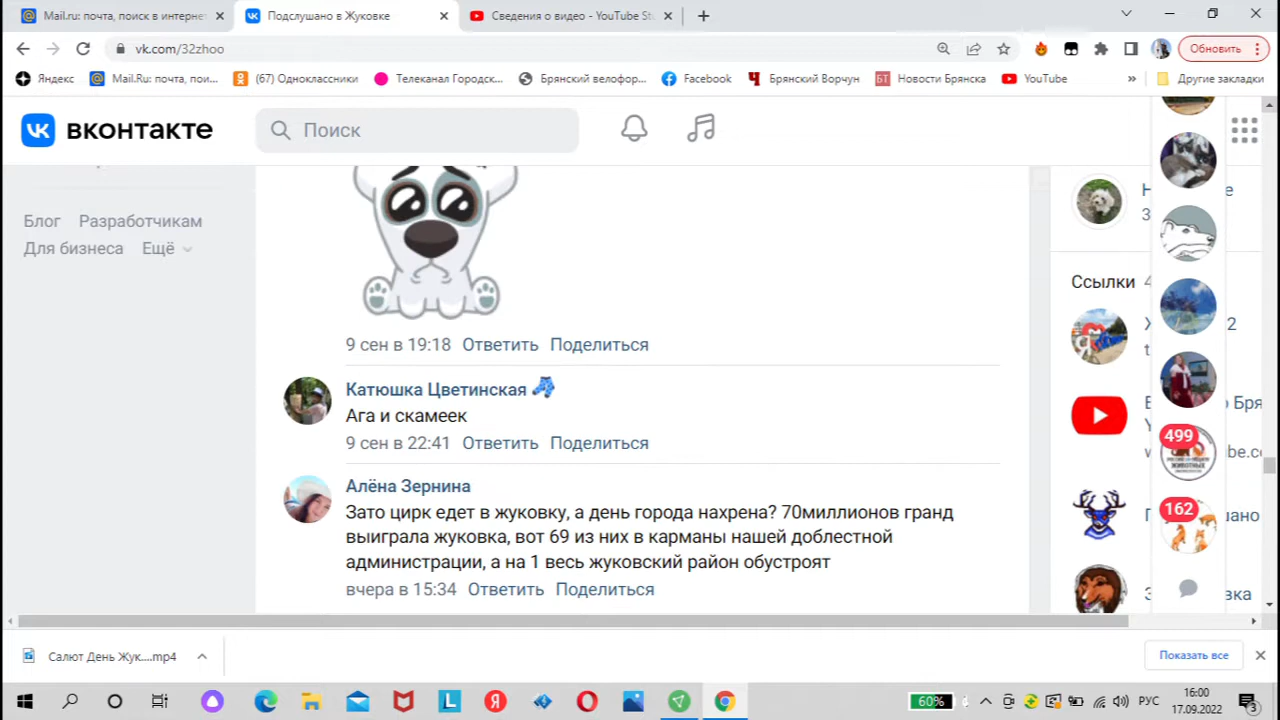 Mail.ru: почта, поиск в интернет
Подслушано в Жуковке
Сведения о видео - YouTube St
vk.com/32zhoo
Обновить
Яндекс
Mail.Ru: почта, пои...
(67) Одноклассники
Телеканал Городск...
Брянский велофор...
Facebook
Брянский Ворчун
Новости Брянска
YouTube
»
Другие закладки
вконтакте
Поиск
Блог Разработчикам
Для бизнеса Ещё
9 сен в 19:18 Ответить Поделиться
Катюшка Цветинская
Ага и скамеек
9 сен в 22:41 Ответить Поделиться
Алёна Зернина
Зато цирк едет в жуковку, а день города нахрена? 70миллионов гранд
выиграла жуковка, вот 69 из них в карманы нашей доблестной
администрации, а на 1 весь жуковский район обустроят
вчера в 15:34 Ответить Поделиться
Ссылки 4
499
162
Салют День Жук....mp4
Показать все
60%
РУС
16:00
17.09.2022
3